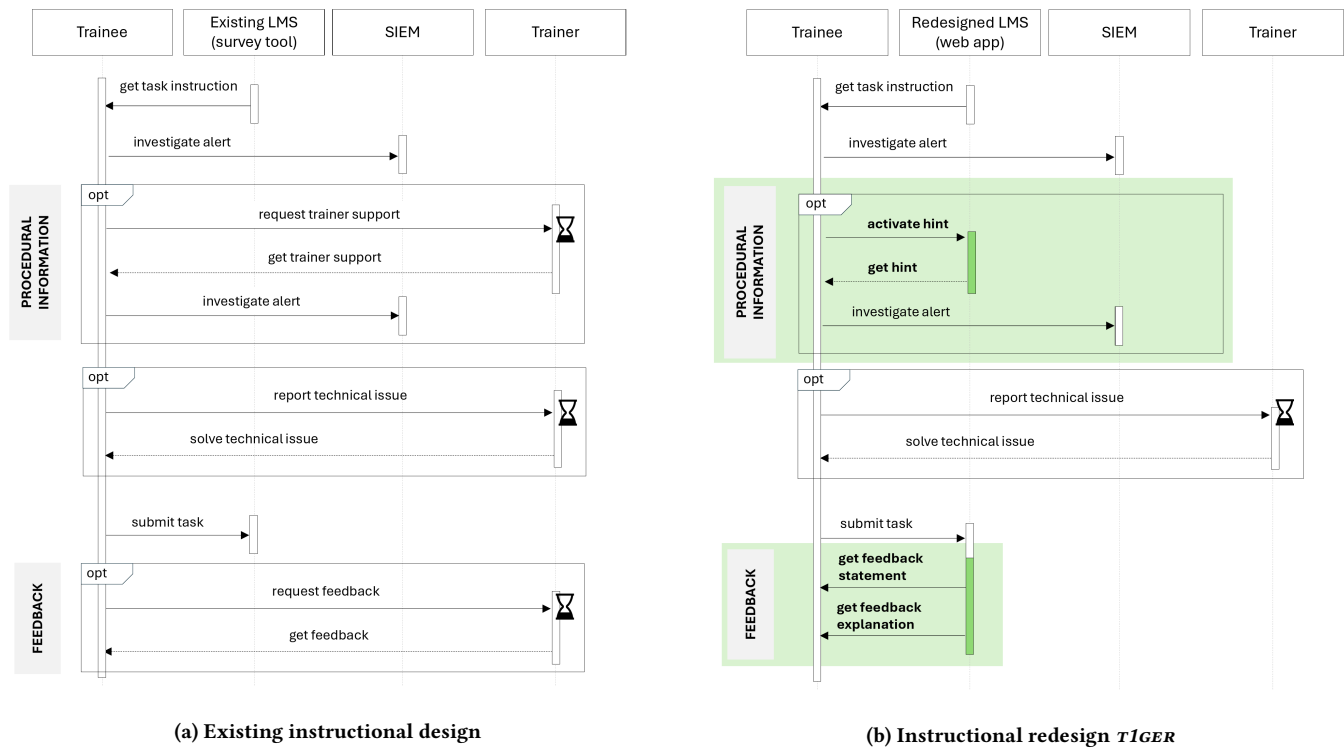 Trainee
Existing LMS
(survey tool)
SIEM
Trainer
get task instruction
investigate alert
PROCEDURAL
INFORMATION
opt
request trainer support
get trainer support
investigate alert
opt
report technical issue
solve technical issue
submit task
FEEDBACK
opt
request feedback
get feedback
(a) Existing instructional design
Trainee
Redesigned LMS
(web app)
SIEM
Trainer
get task instruction
investigate alert
PROCEDURAL
INFORMATION
opt
activate hint
get hint
investigate alert
opt
report technical issue
solve technical issue
submit task
FEEDBACK
get feedback
statement
get feedback
explanation
(b) Instructional redesign T1GER